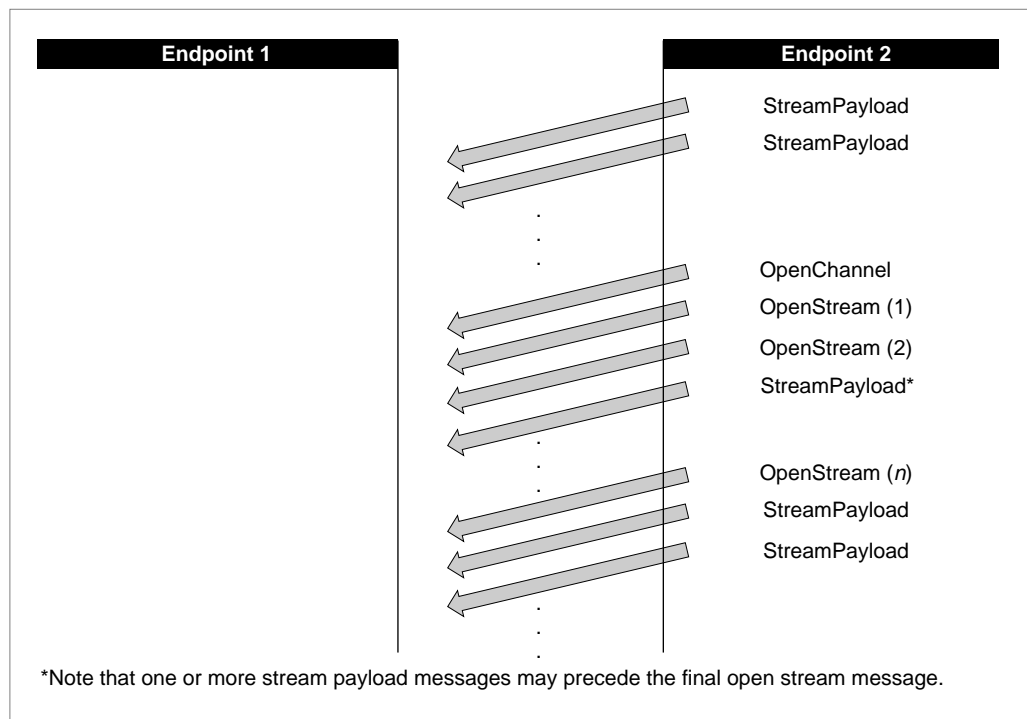 Endpoint 1
Endpoint 2
StreamPayload
StreamPayload
.
.
.
OpenChannel
OpenStream (1)
OpenStream (2)
StreamPayload*
.
.
.
OpenStream (n)
StreamPayload
StreamPayload
.
.
.
*Note that one or more stream payload messages may precede the final open stream message.